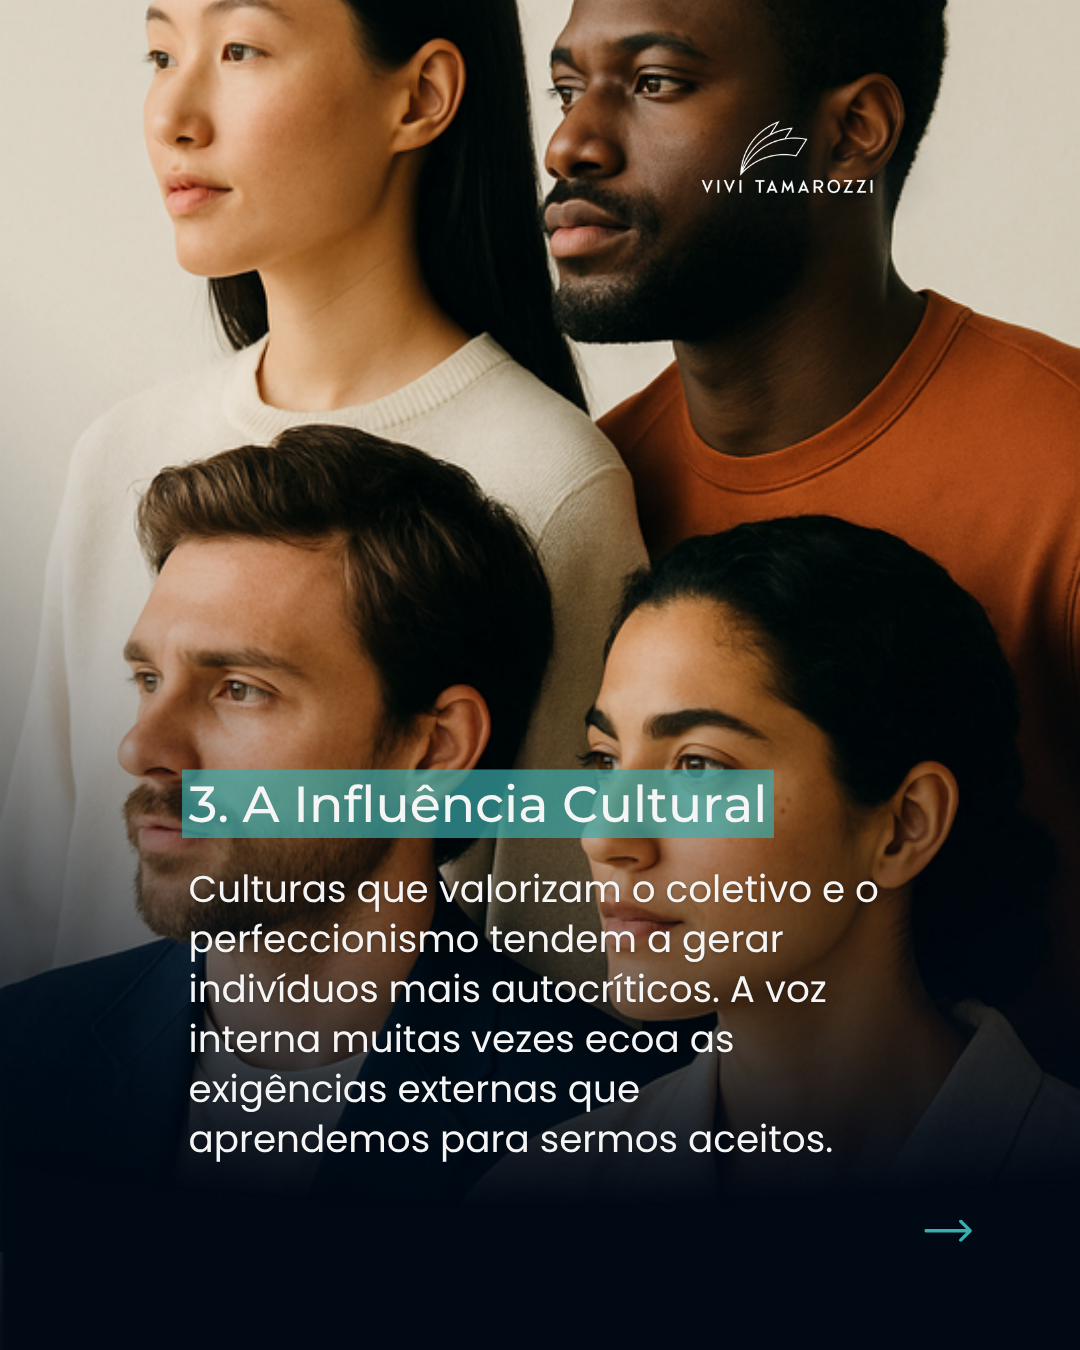 VIVI TAMAROZZI
3. A Influência Cultural
Culturas que valorizam o coletivo e o
perfeccionismo tendem a gerar
indivíduos mais autocríticos. A voz
interna muitas vezes ecoa as
exigências externas que
aprendemos para sermos aceitos.